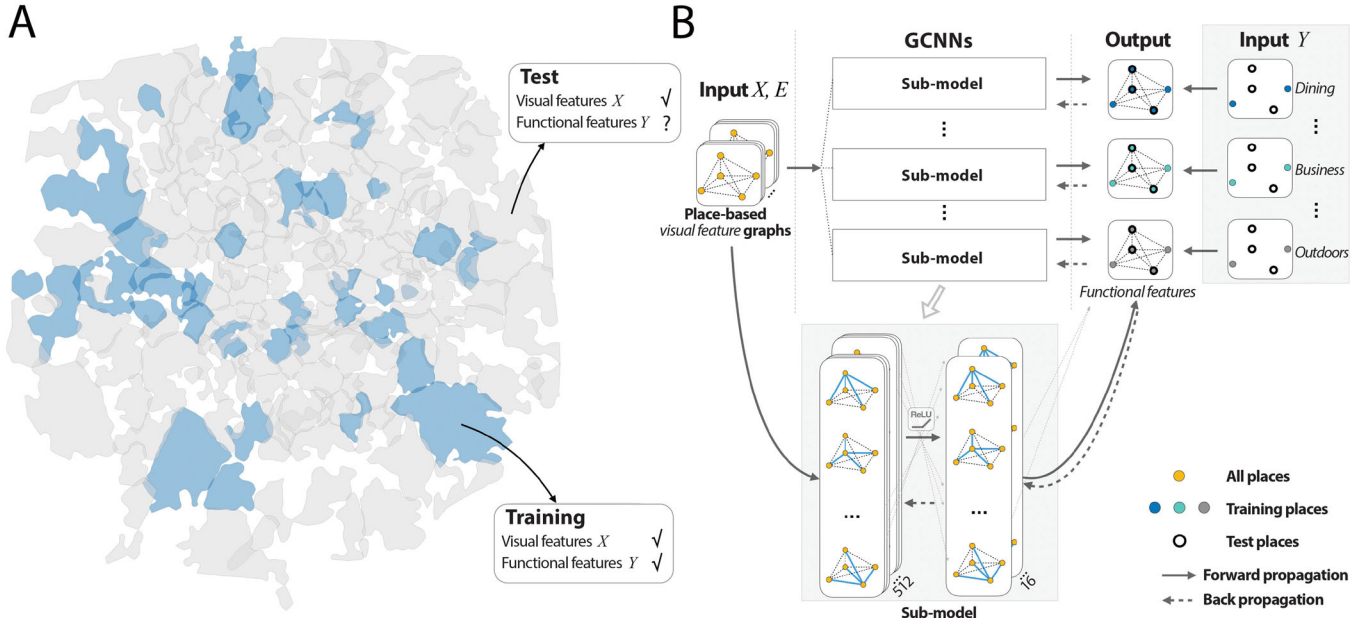 A
Test
Visual features X √
Functional features Y ?
Training
Visual features X √
Functional features Y √
B
Input X, E
Place-based
visual feature graphs
...
GCNNs
Sub-model
...
Sub-model
...
Sub-model
Output
Functional features
Input Y
Dining
...
Business
...
Outdoors
ReLU
...
...
...
512
...
16
Sub-model
All places
Training places
Test places
Forward propagation
Back propagation